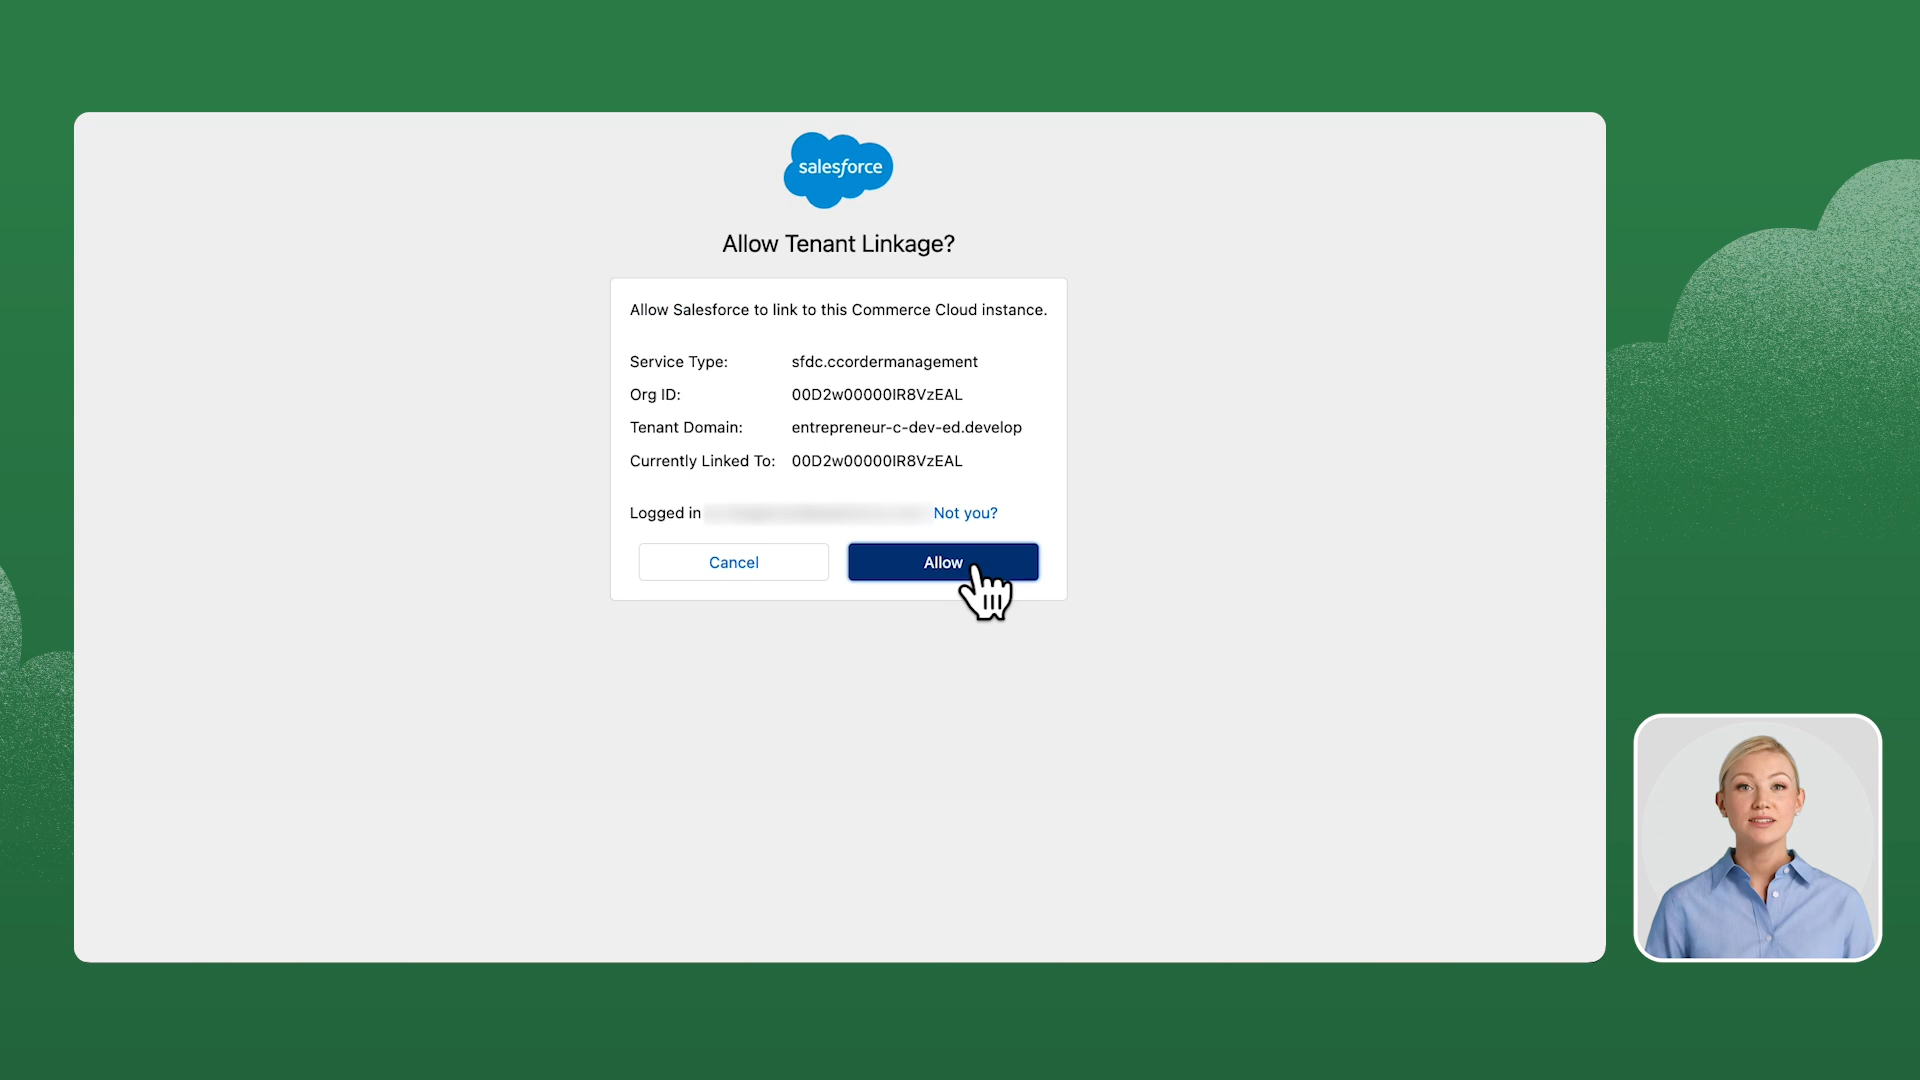 salesforce
Allow Tenant Linkage?
Allow Salesforce to link to this Commerce Cloud instance.
Service Type: sfdc.ccordermanagement
Org ID: 00D2w00000IR8VzEAL
Tenant Domain: entrepreneur-c-dev-ed.develop
Currently Linked To: 00D2w00000IR8VzEAL
Logged in Not you?
Cancel Allow